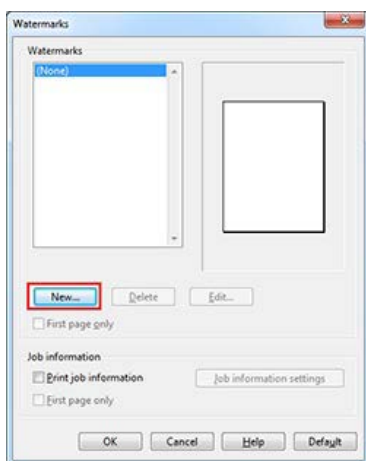 Watermarks
Watermarks
(None)
New...
Delete
Edit...
First page only
Job information
Print job information
Job information settings
First page only
OK
Cancel
Help
Default